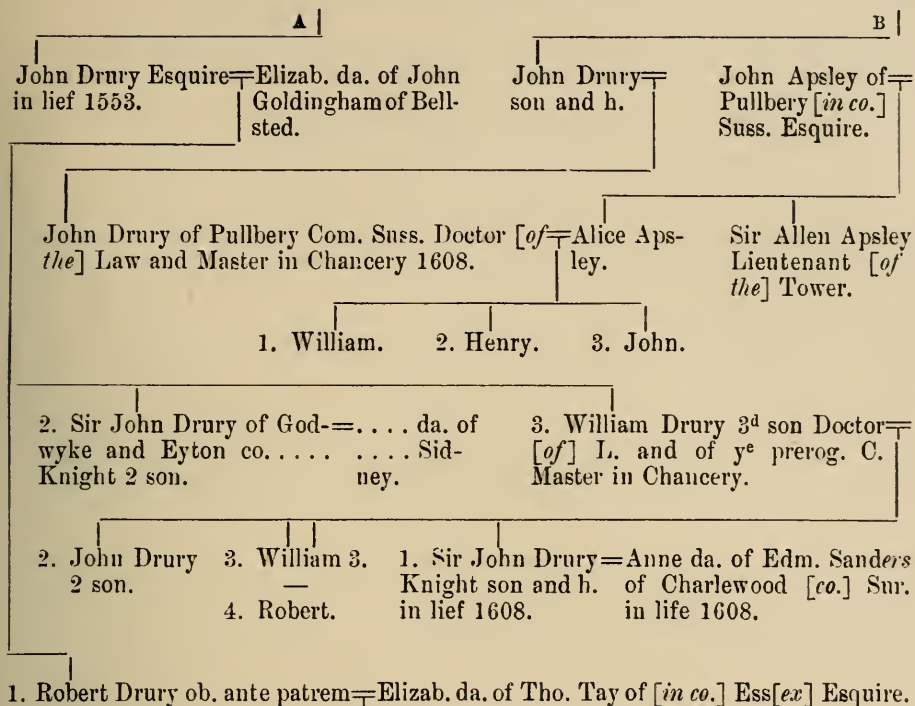 A
B
John Drury Esquire=Elizab. da. of John
in lief 1553. Goldingham of Bell-
sted.
John Drury=
son and h.
John Apsley of=
Pullbery [in co.]
Suss. Esquire.
John Drury of Pullbery Com. Suss. Doctor [of=Alice Aps-
the] Law and Master in Chancery 1608. ley.
Sir Allen Apsley
Lieutenant [of
the] Tower.
1. William. 2. Henry. 3. John.
2. Sir John Drury of God-=.... da. of
wyke and Eyton co..... .... Sid-
Knight 2 son. ney.
3. William Drury 3d son Doctor=
[of] L. and of ye prerog. C.
Master in Chancery.
2. John Drury
2 son.
3. William 3.
—
4. Robert.
1. Sir John Drury=Anne da. of Edm. Sanders
Knight son and h. of Charlewood [co.] Sur.
in lief 1608. in life 1608.
1. Robert Drury ob. ante patrem=Elizab. da. of Tho. Tay of [in co.] Ess[ex] Esquire.